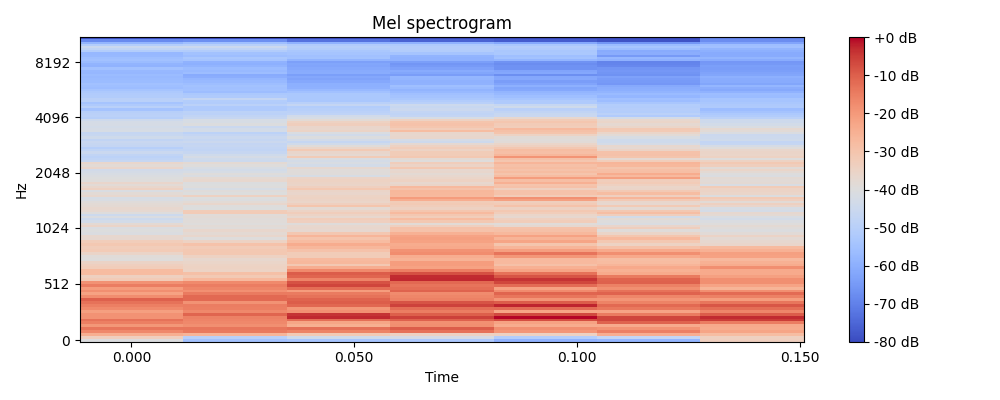 Mel spectrogram
+0 dB
8192
-10 dB
4096
-20 dB
-30 dB
Hz
2048
-40 dB
1024
-50 dB
512
-60 dB
-70 dB
0
-80 dB
0.000
0.050
0.100
0.150
Time